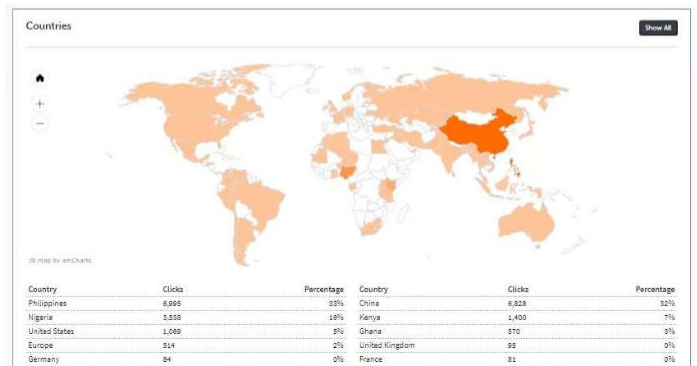 Countries
Show All
+
−
JS map by amCharts
Country Clicks Percentage Country Clicks Percentage
Philippines 6,995 33% China 6,828 32%
Nigeria 3,538 16% Kenya 1,400 7%
United States 1,069 5% Ghana 570 3%
Europe 514 2% United Kingdom 95 0%
Germany 84 0% France 81 0%